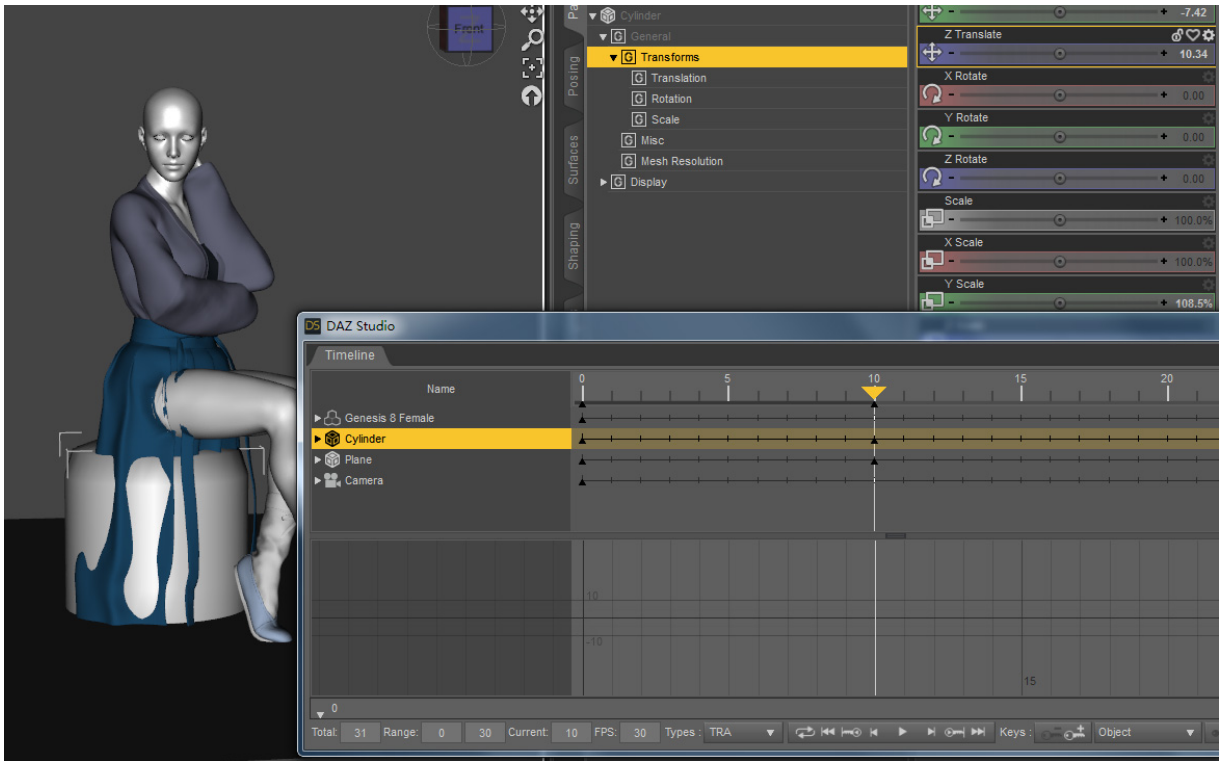 Front
Pa
Posing
Surfaces
Shaping
Cylinder
G General
G Transforms
G Translation
G Rotation
G Scale
G Misc
G Mesh Resolution
G Display
- + -7.42
Z Translate
- + 10.34
X Rotate
- + 0.00
Y Rotate
- + 0.00
Z Rotate
- + 0.00
Scale
- + 100.0%
X Scale
- + 100.0%
Y Scale
- + 108.5%
DS DAZ Studio
Timeline
Name
0 5 10 15 20
Genesis 8 Female
Cylinder
Plane
Camera
10
-10
15
0
Total: 31 Range: 0 30 Current: 10 FPS: 30 Types : TRA Keys : Object